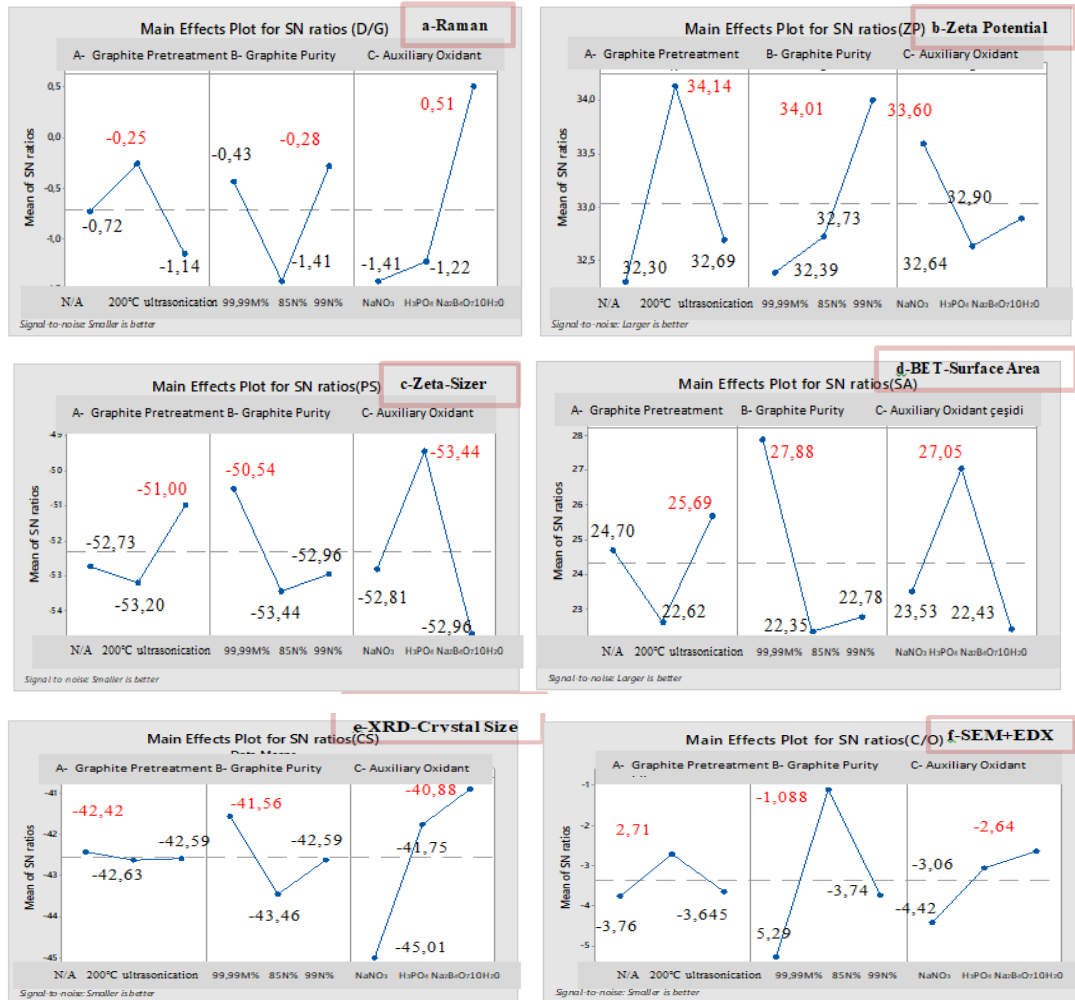 Main Effects Plot for SN ratios (D/G)
a-Raman
A- Graphite Pretreatment B- Graphite Purity C- Auxiliary Oxidant
Mean of SN ratios
0,5
0,0
-0,5
-1,0
-0,72
-0,25
-1,14
-0,43
-1,41
-0,28
-1,41
-1,22
0,51
N/A 200°C ultrasonication 99,99M% 85N% 99N% NaNO₃ H₃PO₄ Na₂B₄O₇10H₂0
Signal-to-noise: Smaller is better
Main Effects Plot for SN ratios(ZP)
b-Zeta Potential
A- Graphite Pretreatment B- Graphite Purity C- Auxiliary Oxidant
Mean of SN ratios
34,0
33,5
33,0
32,5
32,30
34,14
32,69
32,39
32,73
34,01
33,60
32,64
32,90
N/A 200°C ultrasonication 99,99M% 85N% 99N% NaNO₃ H₃PO₄ Na₂B₄O₇10H₂0
Signal-to-noise: Larger is better
Main Effects Plot for SN ratios(PS)
c-Zeta-Sizer
A- Graphite Pretreatment B- Graphite Purity C- Auxiliary Oxidant
Mean of SN ratios
-49
-50
-51
-52
-53
-54
-52,73
-53,20
-51,00
-50,54
-53,44
-52,96
-52,81
-53,44
-52,96
N/A 200°C ultrasonication 99,99M% 85N% 99N% NaNO₃ H₃PO₄ Na₂B₄O₇10H₂0
Signal-to-noise: Smaller is better
d-BET-Surface Area
Main Effects Plot for SN ratios(SA)
A- Graphite Pretreatment B- Graphite Purity C- Auxiliary Oxidant çeşidi
Mean of SN ratios
28
27
26
25
24
23
24,70
22,62
25,69
27,88
22,35
22,78
23,53
27,05
22,43
N/A 200°C ultrasonication 99,99M% 85N% 99N% NaNO₃ H₃PO₄ Na₂B₄O₇10H₂0
Signal-to-noise: Larger is better
e-XRD-Crystal Size
Main Effects Plot for SN ratios(CS)
A- Graphite Pretreatment B- Graphite Purity C- Auxiliary Oxidant
Mean of SN ratios
-41
-42
-43
-44
-45
-42,42
-42,63
-42,59
-41,56
-43,46
-42,59
-45,01
-41,75
-40,88
N/A 200°C ultrasonication 99,99M% 85N% 99N% NaNO₃ H₃PO₄ Na₂B₄O₇10H₂0
Signal-to-noise: Smaller is better
Main Effects Plot for SN ratios(C/O)
f-SEM+EDX
A- Graphite Pretreatment B- Graphite Purity C- Auxiliary Oxidant
Mean of SN ratios
-1
-2
-3
-4
-5
-3,76
2,71
-3,645
5,29
-1,088
-3,74
-4,42
-3,06
-2,64
N/A 200°C ultrasonication 99,99M% 85N% 99N% NaNO₃ H₃PO₄ Na₂B₄O₇10H₂0
Signal-to-noise: Smaller is better